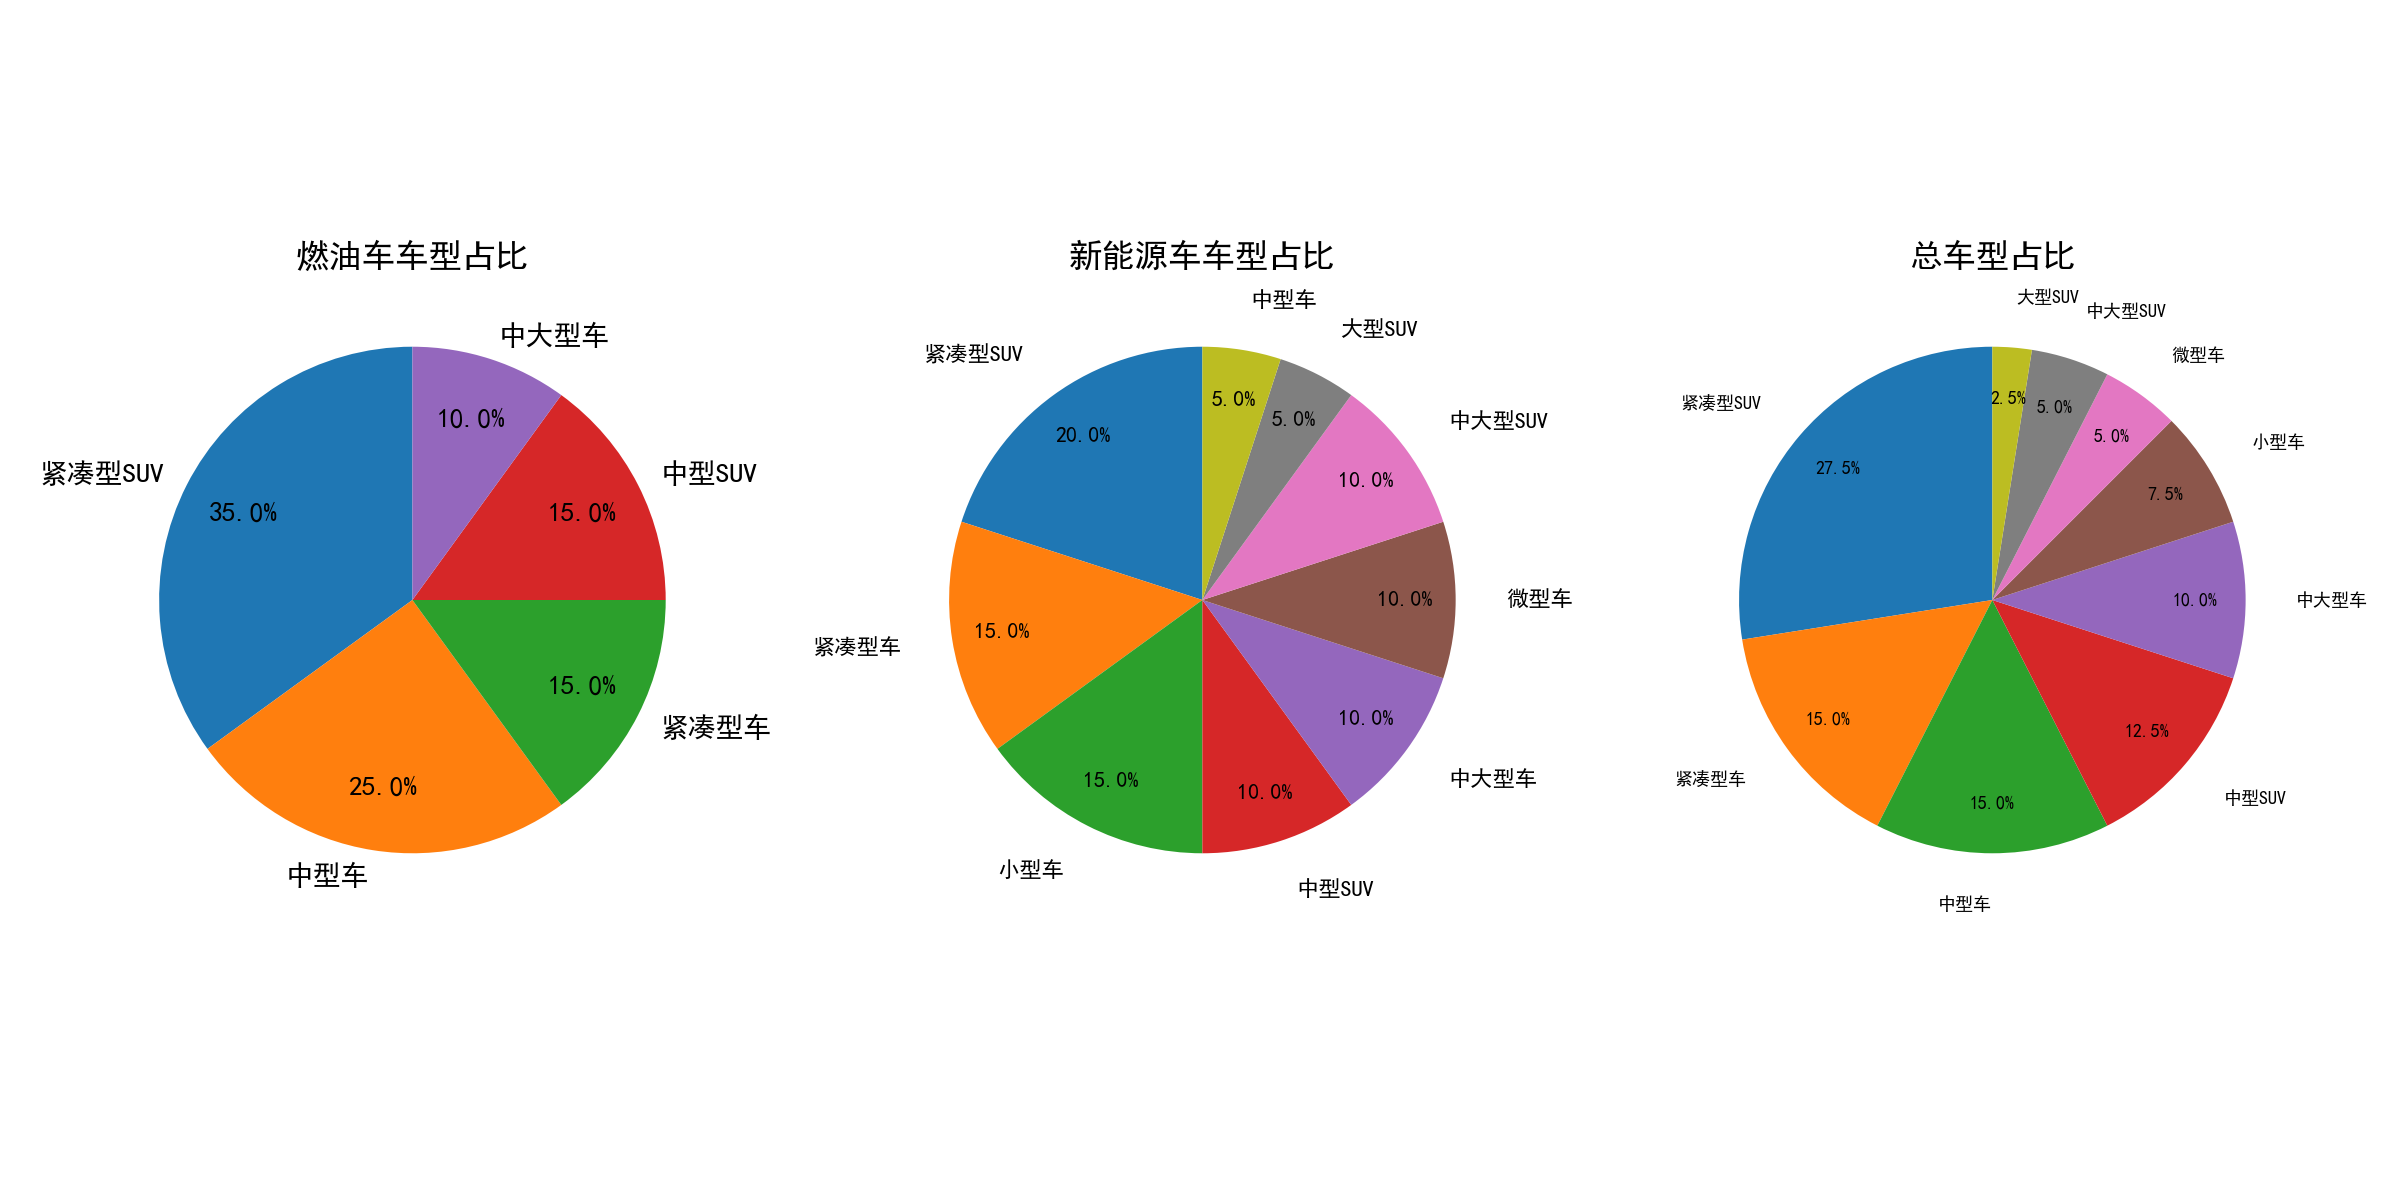 燃油车车型占比
中大型车
紧凑型SUV
中型SUV
10.0%
35.0%
15.0%
15.0%
紧凑型车
25.0%
中型车
新能源车车型占比
中型车
大型SUV
紧凑型SUV
5.0%
5.0%
中大型SUV
20.0%
10.0%
微型车
10.0%
15.0%
紧凑型车
10.0%
中大型车
15.0%
10.0%
小型车
中型SUV
总车型占比
大型SUV
中大型SUV
微型车
紧凑型SUV
2.5%
5.0%
5.0%
小型车
27.5%
7.5%
10.0%
中大型车
15.0%
12.5%
紧凑型车
中型SUV
15.0%
中型车